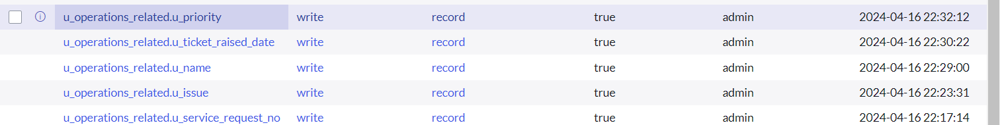 u_operations_related.u_priority write record true admin 2024-04-16 22:32:12
u_operations_related.u_ticket_raised_date write record true admin 2024-04-16 22:30:22
u_operations_related.u_name write record true admin 2024-04-16 22:29:00
u_operations_related.u_issue write record true admin 2024-04-16 22:23:31
u_operations_related.u_service_request_no write record true admin 2024-04-16 22:17:14